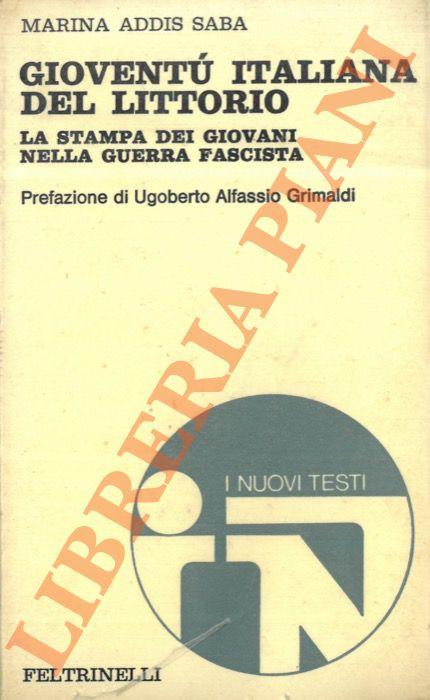 MARINA ADDIS SABA
GIOVENTÚ ITALIANA
DEL LITTORIO
LA STAMPA DEI GIOVANI
NELLA GUERRA FASCISTA
Prefazione di Ugoberto Alfassio Grimaldi
I NUOVI TESTI
iNT
FELTRINELLI
LIBRERIA PIANI